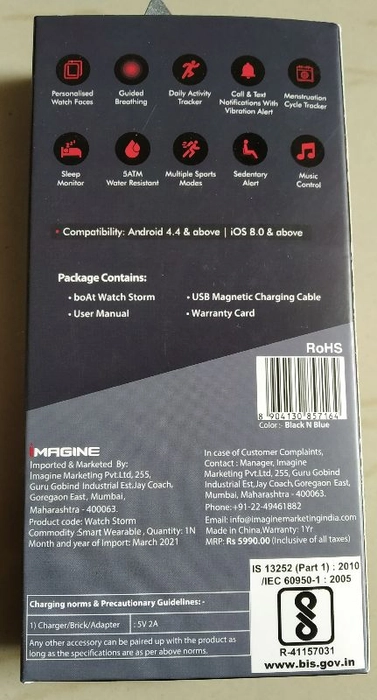 Personalised Watch Faces
Guided Breathing
Daily Activity Tracker
Call & Text Notifications With Vibration Alert
Menstruation Cycle Tracker
Sleep Monitor
5ATM Water Resistant
Multiple Sports Modes
Sedentary Alert
Music Control
• Compatibility: Android 4.4 & above | iOS 8.0 & above
Package Contains:
• boAt Watch Storm
• USB Magnetic Charging Cable
• User Manual
• Warranty Card
RoHS
8 904130 857164
Color:- Black N Blue
IMAGINE
Imported & Marketed By:
Imagine Marketing Pvt.Ltd, 255,
Guru Gobind Industrial Est.Jay Coach,
Goregaon East, Mumbai,
Maharashtra - 400063.
Product code: Watch Storm
Commodity :Smart Wearable , Quantity: 1N
Month and year of Import: March 2021
In case of Customer Complaints,
Contact : Manager, Imagine
Marketing Pvt.Ltd, 255,Guru Gobind
Industrial Est,Jay Coach,Goregaon East,
Mumbai, Maharashtra - 400063.
Phone:+91-22-49461882
Email: info@imaginemarketingindia.com
Made in China,Warranty: 1Yr
MRP: Rs 5990.00 (Inclusive of all taxes)
Charging norms & Precautionary Guidelines: -
1) Charger/Brick/Adapter : 5V 2A
Any other accessory can be paired up with the product as
long as the specifications are as per above norms.
IS 13252 (Part 1) : 2010
/IEC 60950-1 : 2005
R-41157031
www.bis.gov.in